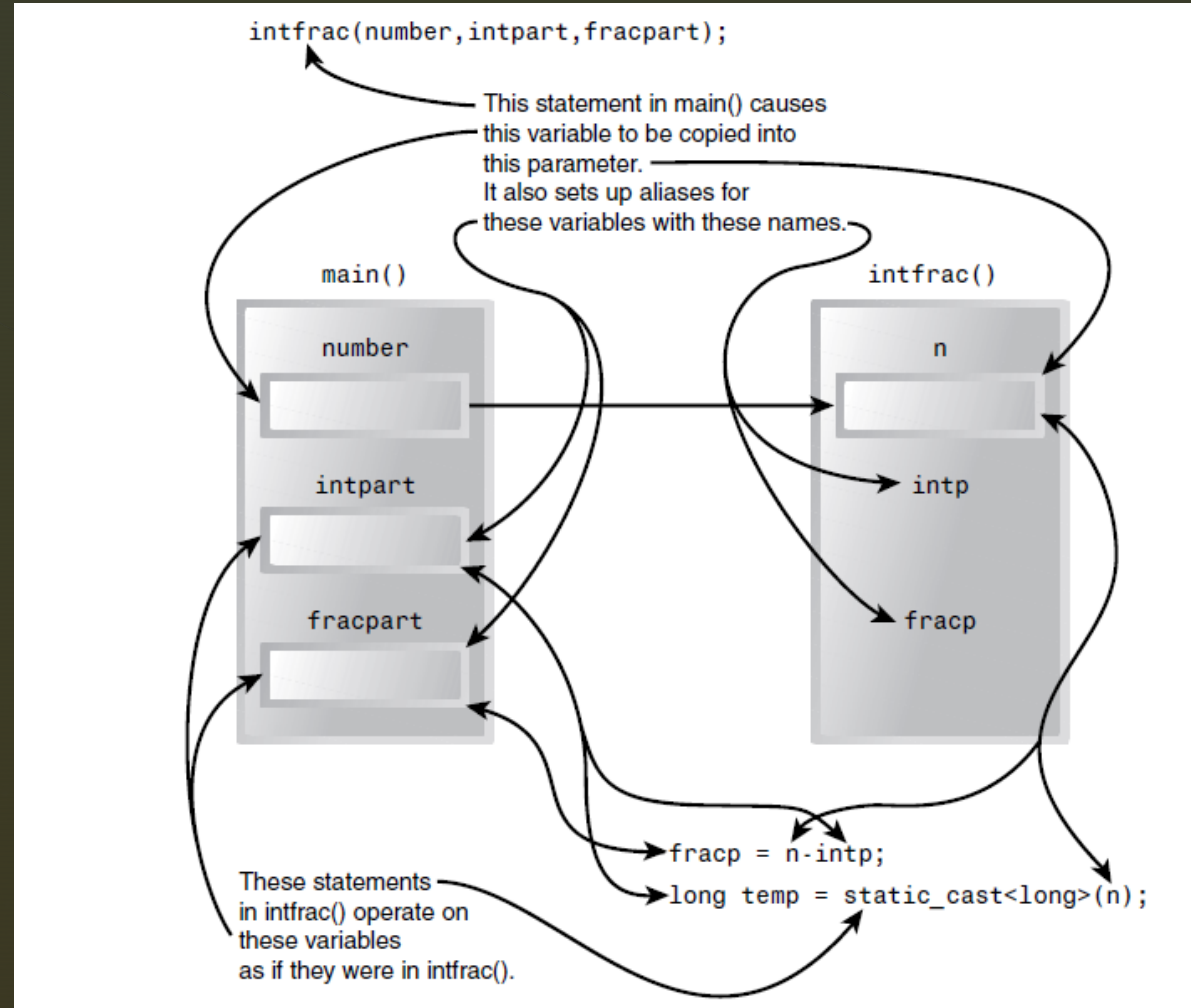 intfrac(number,intpart,fracpart);
This statement in main() causes
this variable to be copied into
this parameter.
It also sets up aliases for
these variables with these names.
main()
intfrac()
number
n
intpart
intp
fracpart
fracp
fracp = n-intp;
long temp = static_cast<long>(n);
These statements
in intfrac() operate on
these variables
as if they were in intfrac().